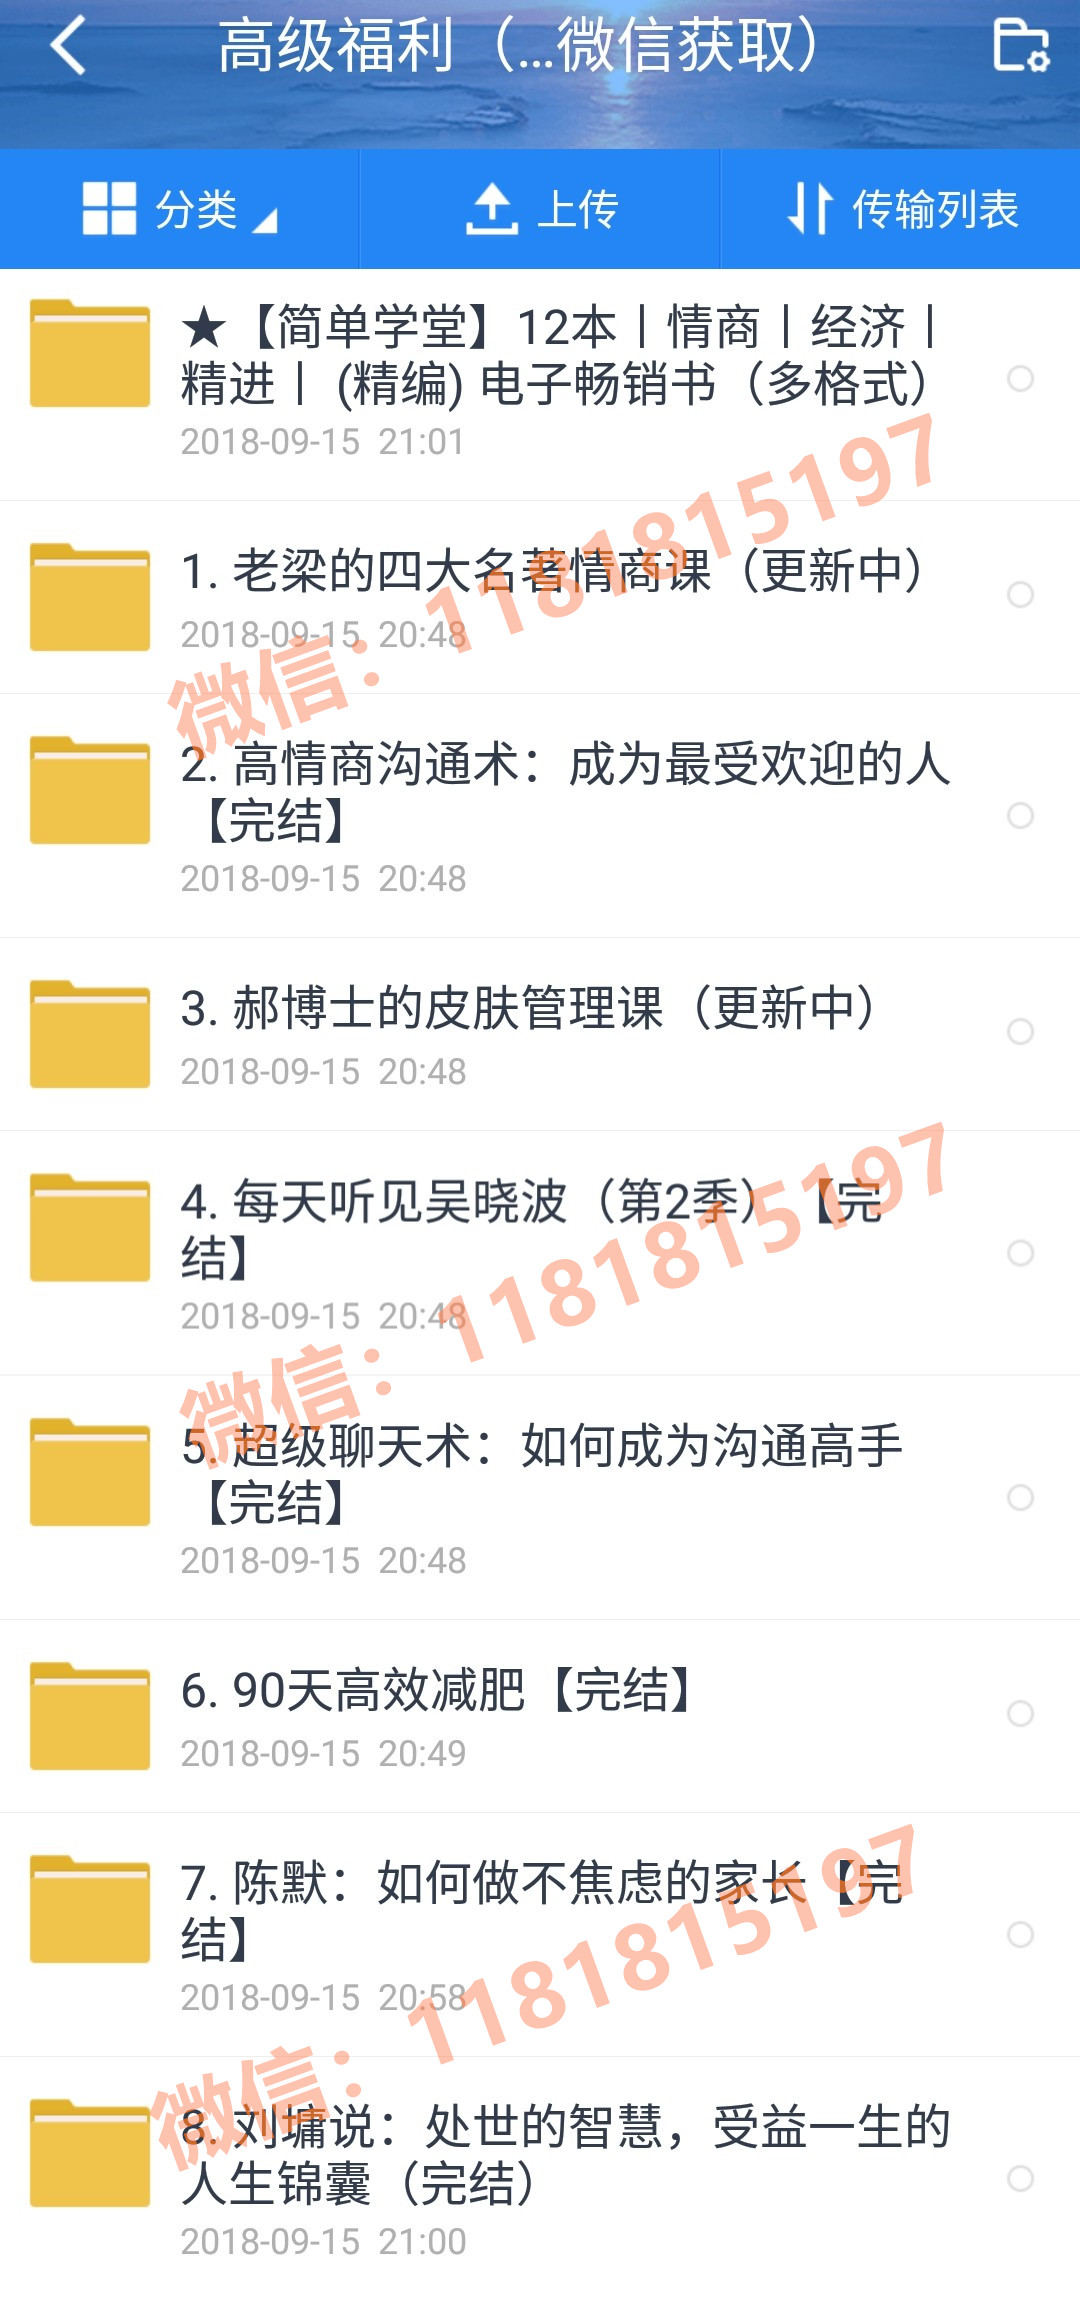 高级福利（...微信获取）
分类
上传
传输列表
★【简单学堂】12本丨情商丨经济丨
精进丨 (精编) 电子畅销书（多格式）
2018-09-15 21:01
1. 老梁的四大名著情商课（更新中）
2018-09-15 20:48
微信：1181815197
2. 高情商沟通术：成为最受欢迎的人
【完结】
2018-09-15 20:48
3. 郝博士的皮肤管理课（更新中）
2018-09-15 20:48
4. 每天听见吴晓波（第2季）【完
结】
2018-09-15 20:48
微信：1181815197
5. 超级聊天术：如何成为沟通高手
【完结】
2018-09-15 20:48
6. 90天高效减肥【完结】
2018-09-15 20:49
7. 陈默：如何做不焦虑的家长【完
结】
2018-09-15 20:58
微信：1181815197
8. 刘墉说：处世的智慧，受益一生的
人生锦囊（完结）
2018-09-15 21:00